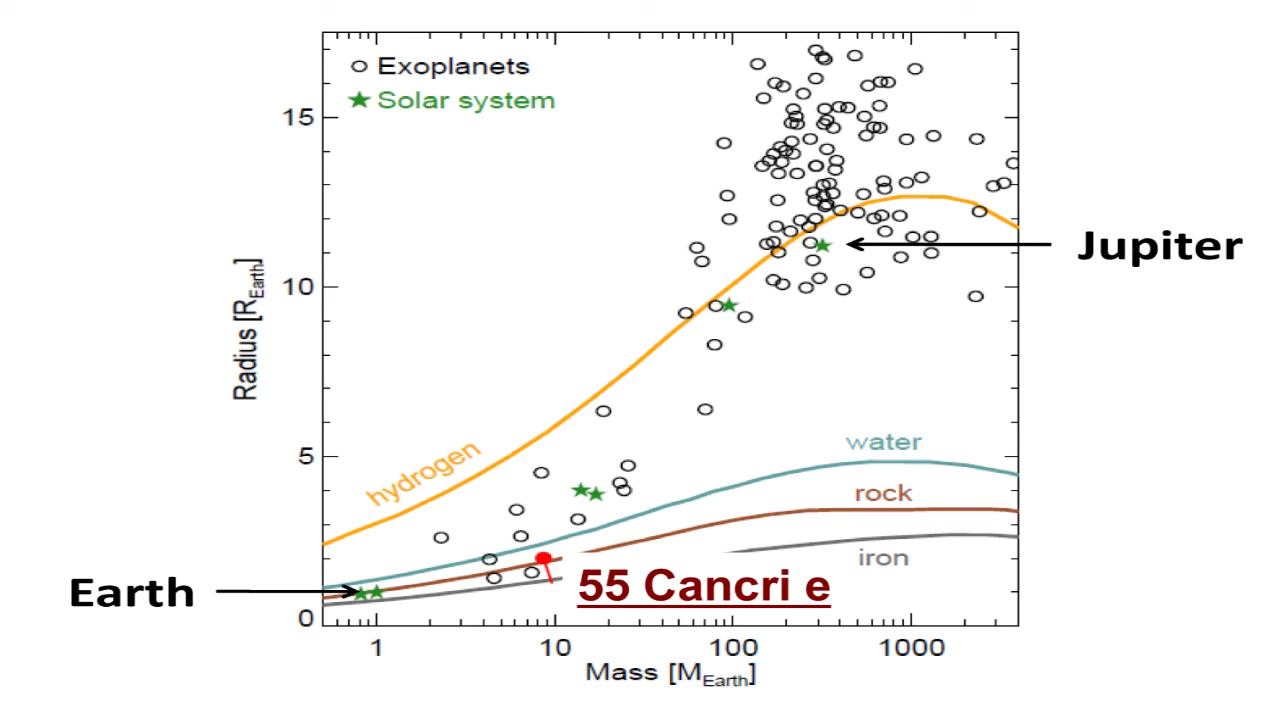 Exoplanets
Solar system
15
10
5
0
Radius [R_Earth]
hydrogen
water
rock
iron
Jupiter
Earth
55 Cancri e
1
10
100
1000
Mass [M_Earth]